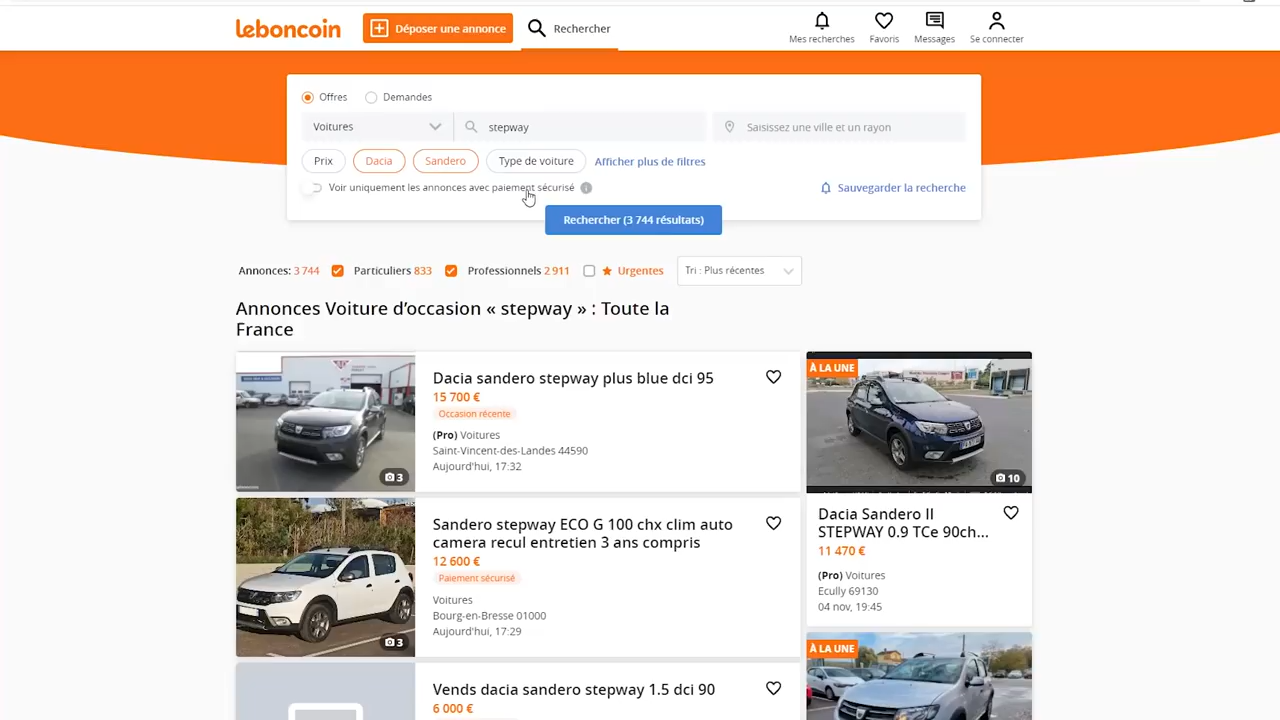 leboncoin
Déposer une annonce
Rechercher
Mes recherches
Favoris
Messages
Se connecter
Offres
Demandes
Voitures
stepway
Saisissez une ville et un rayon
Prix
Dacia
Sandero
Type de voiture
Afficher plus de filtres
Voir uniquement les annonces avec paiement sécurisé
Sauvegarder la recherche
Rechercher (3 744 résultats)
Annonces: 3 744
Particuliers 833
Professionnels 2 911
Urgentes
Tri : Plus récentes
Annonces Voiture d’occasion « stepway » : Toute la
France
3
Dacia sandero stepway plus blue dci 95
15 700 €
Occasion récente
(Pro) Voitures
Saint-Vincent-des-Landes 44590
Aujourd'hui, 17:32
3
Sandero stepway ECO G 100 chx clim auto
camera recul entretien 3 ans compris
12 600 €
Paiement sécurisé
Voitures
Bourg-en-Bresse 01000
Aujourd'hui, 17:29
Vends dacia sandero stepway 1.5 dci 90
6 000 €
À LA UNE
10
Dacia Sandero II
STEPWAY 0.9 TCe 90ch...
11 470 €
(Pro) Voitures
Ecully 69130
04 nov, 19:45
À LA UNE